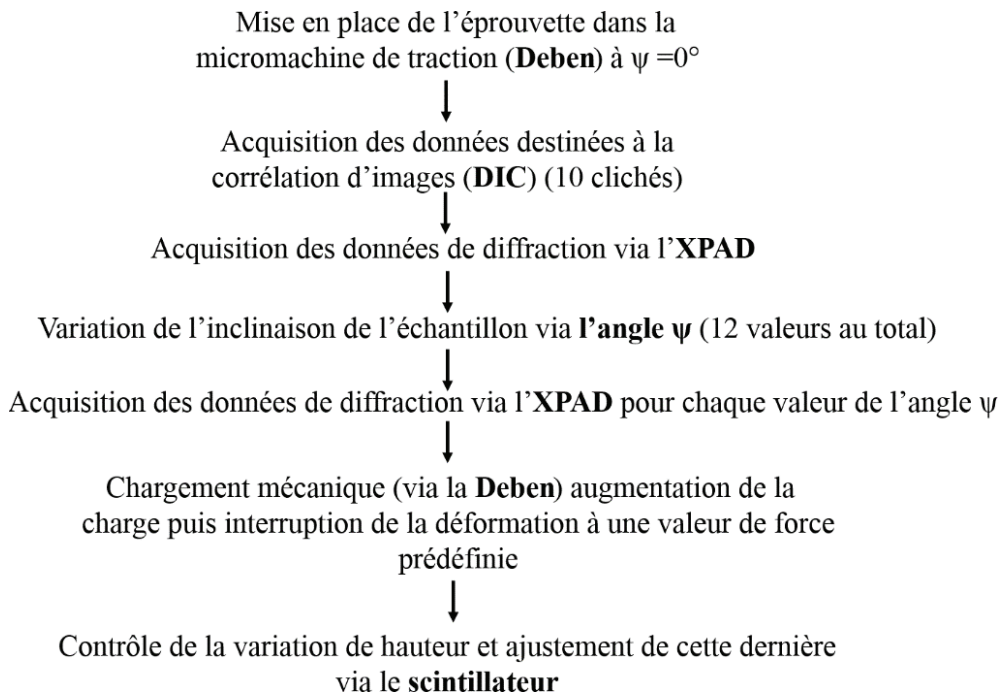 Mise en place de l’éprouvette dans la
micromachine de traction (Deben) à ψ =0°
Acquisition des données destinées à la
corrélation d’images (DIC) (10 clichés)
Acquisition des données de diffraction via l’XPAD
Variation de l’inclinaison de l’échantillon via l’angle ψ (12 valeurs au total)
Acquisition des données de diffraction via l’XPAD pour chaque valeur de l’angle ψ
Chargement mécanique (via la Deben) augmentation de la
charge puis interruption de la déformation à une valeur de force
prédéfinie
Contrôle de la variation de hauteur et ajustement de cette dernière
via le scintillateur